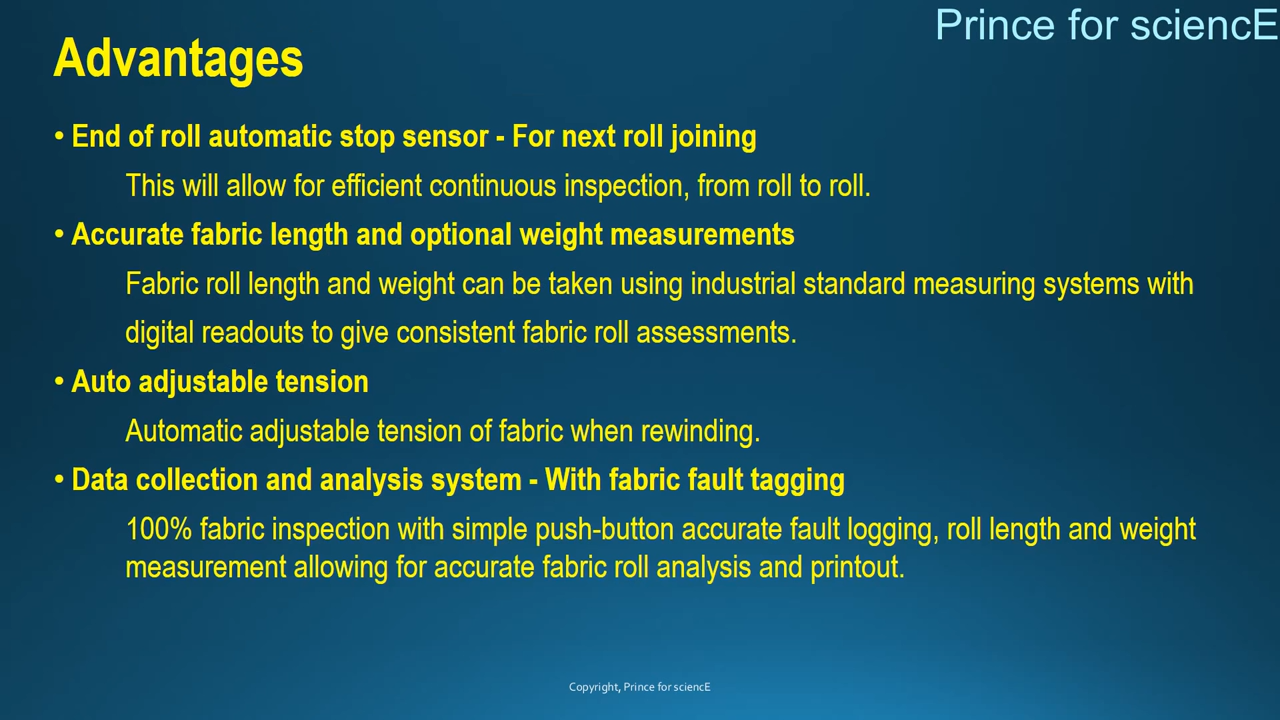 Prince for sciencE
Advantages
• End of roll automatic stop sensor - For next roll joining
This will allow for efficient continuous inspection, from roll to roll.
• Accurate fabric length and optional weight measurements
Fabric roll length and weight can be taken using industrial standard measuring systems with
digital readouts to give consistent fabric roll assessments.
• Auto adjustable tension
Automatic adjustable tension of fabric when rewinding.
• Data collection and analysis system - With fabric fault tagging
100% fabric inspection with simple push-button accurate fault logging, roll length and weight
measurement allowing for accurate fabric roll analysis and printout.
Copyright, Prince for sciencE